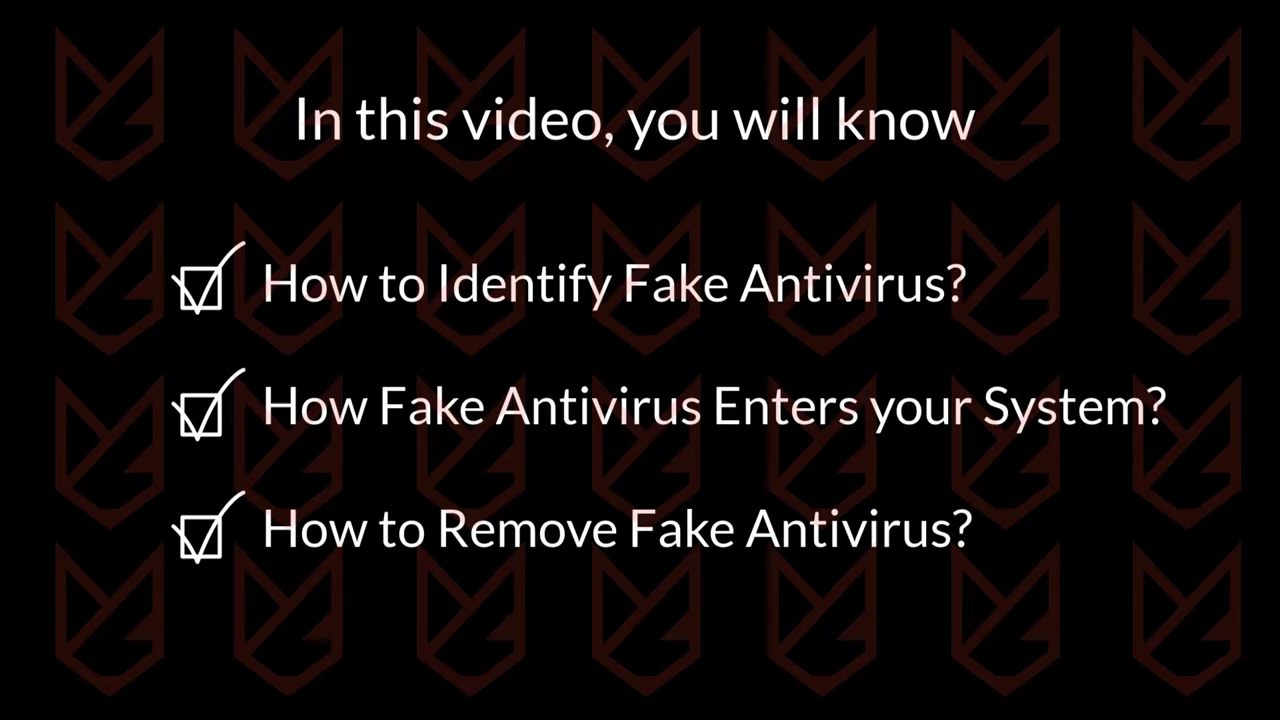 In this video, you will know
How to Identify Fake Antivirus?
How Fake Antivirus Enters your System?
How to Remove Fake Antivirus?